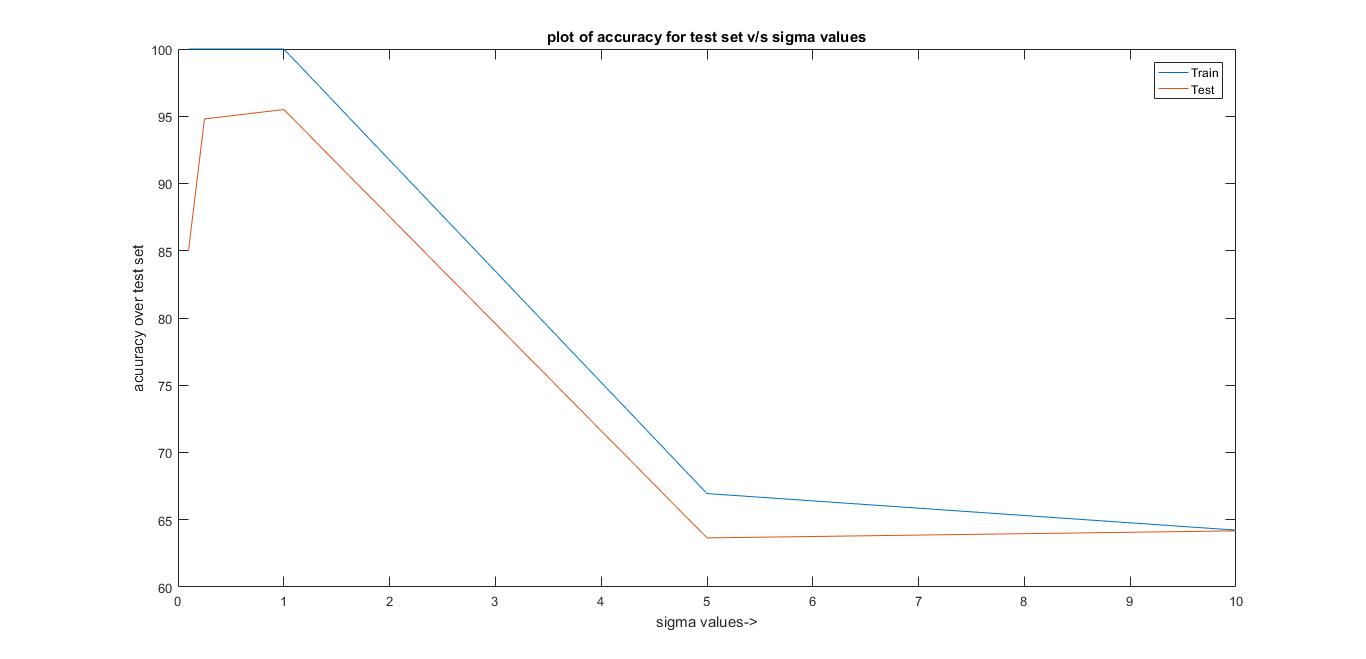 plot of accuracy for test set v/s sigma values
Train
Test
acuuracy over test set
100
95
90
85
80
75
70
65
60
0 1 2 3 4 5 6 7 8 9 10
sigma values->